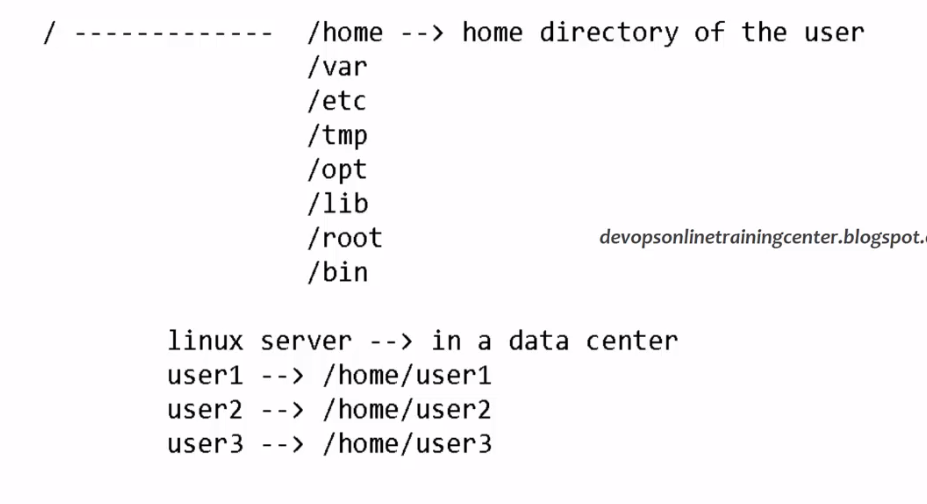 / ------------- /home --> home directory of the user
/var
/etc
/tmp
/opt
/lib
/root
devopsonlinetrainingcenter.blogspot.
/bin
linux server --> in a data center
user1 --> /home/user1
user2 --> /home/user2
user3 --> /home/user3